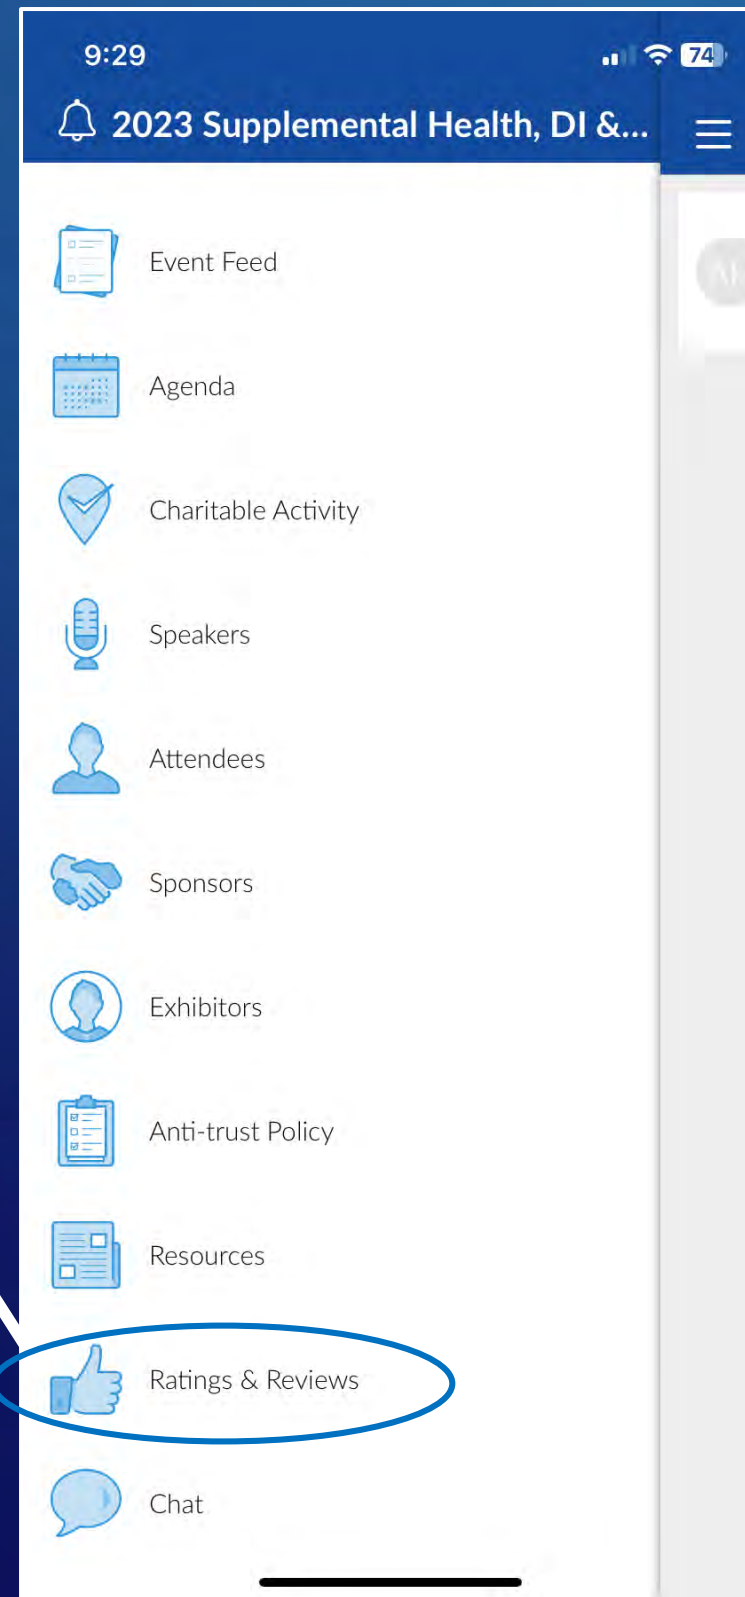 9:29
74
2023 Supplemental Health, DI &...
Event Feed
Agenda
Charitable Activity
Speakers
Attendees
Sponsors
Exhibitors
Anti-trust Policy
Resources
Ratings & Reviews
Chat